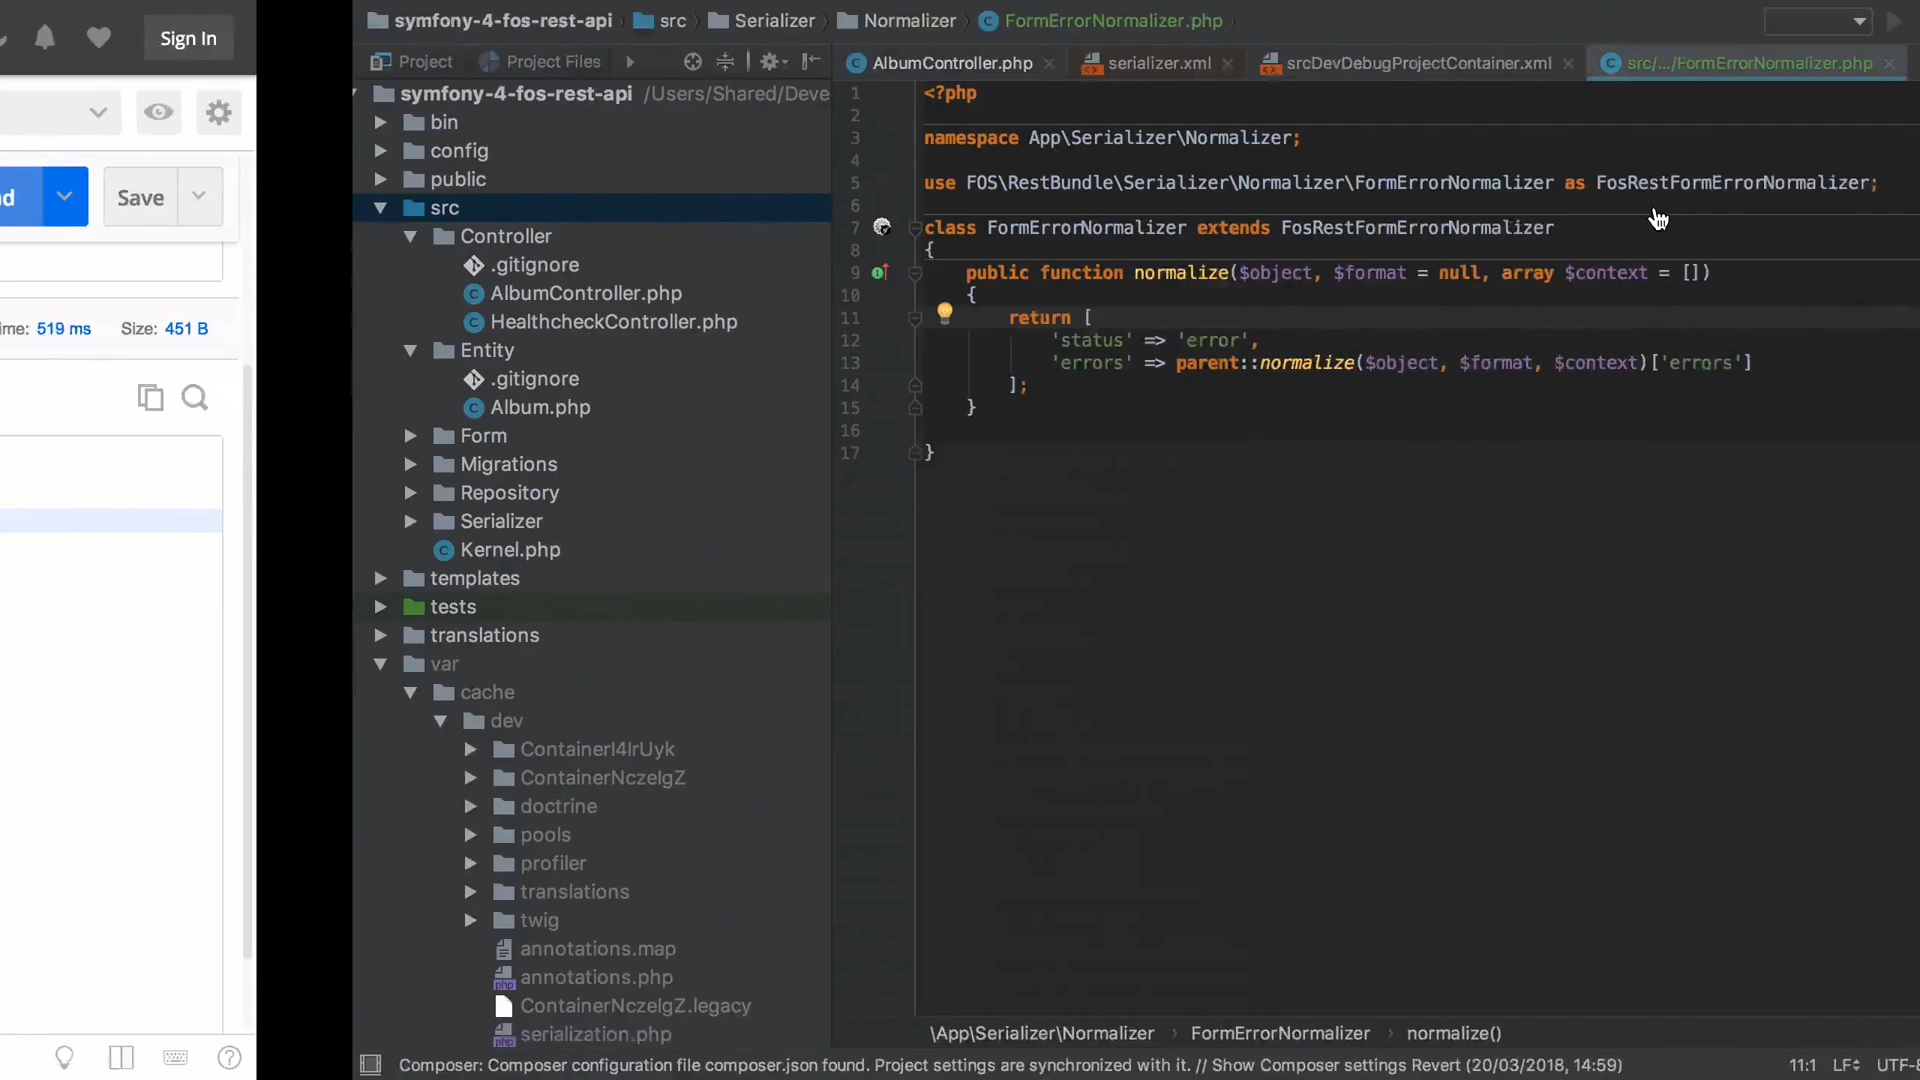 Sign In
d
Save
ime: 519 ms Size: 451 B
symfony-4-fos-rest-api src Serializer Normalizer FormErrorNormalizer.php
Project Project Files
symfony-4-fos-rest-api /Users/Shared/Deve
bin
config
public
src
Controller
.gitignore
AlbumController.php
HealthcheckController.php
Entity
.gitignore
Album.php
Form
Migrations
Repository
Serializer
Kernel.php
templates
tests
translations
var
cache
dev
ContainerI4IrUyk
ContainerNczelgZ
doctrine
pools
profiler
translations
twig
annotations.map
annotations.php
ContainerNczelgZ.legacy
serialization.php
AlbumController.php serializer.xml srcDevDebugProjectContainer.xml src/.../FormErrorNormalizer.php
1 <?php
2
3 namespace App\Serializer\Normalizer;
4
5 use FOS\RestBundle\Serializer\Normalizer\FormErrorNormalizer as FosRestFormErrorNormalizer;
6
7 class FormErrorNormalizer extends FosRestFormErrorNormalizer
8 {
9 public function normalize($object, $format = null, array $context = [])
10 {
11 return [
12 'status' => 'error',
13 'errors' => parent::normalize($object, $format, $context)['errors']
14 ];
15 }
16
17 }
\App\Serializer\Normalizer › FormErrorNormalizer › normalize()
Composer: Composer configuration file composer.json found. Project settings are synchronized with it. // Show Composer settings Revert (20/03/2018, 14:59) 11:1 LF UTF-8